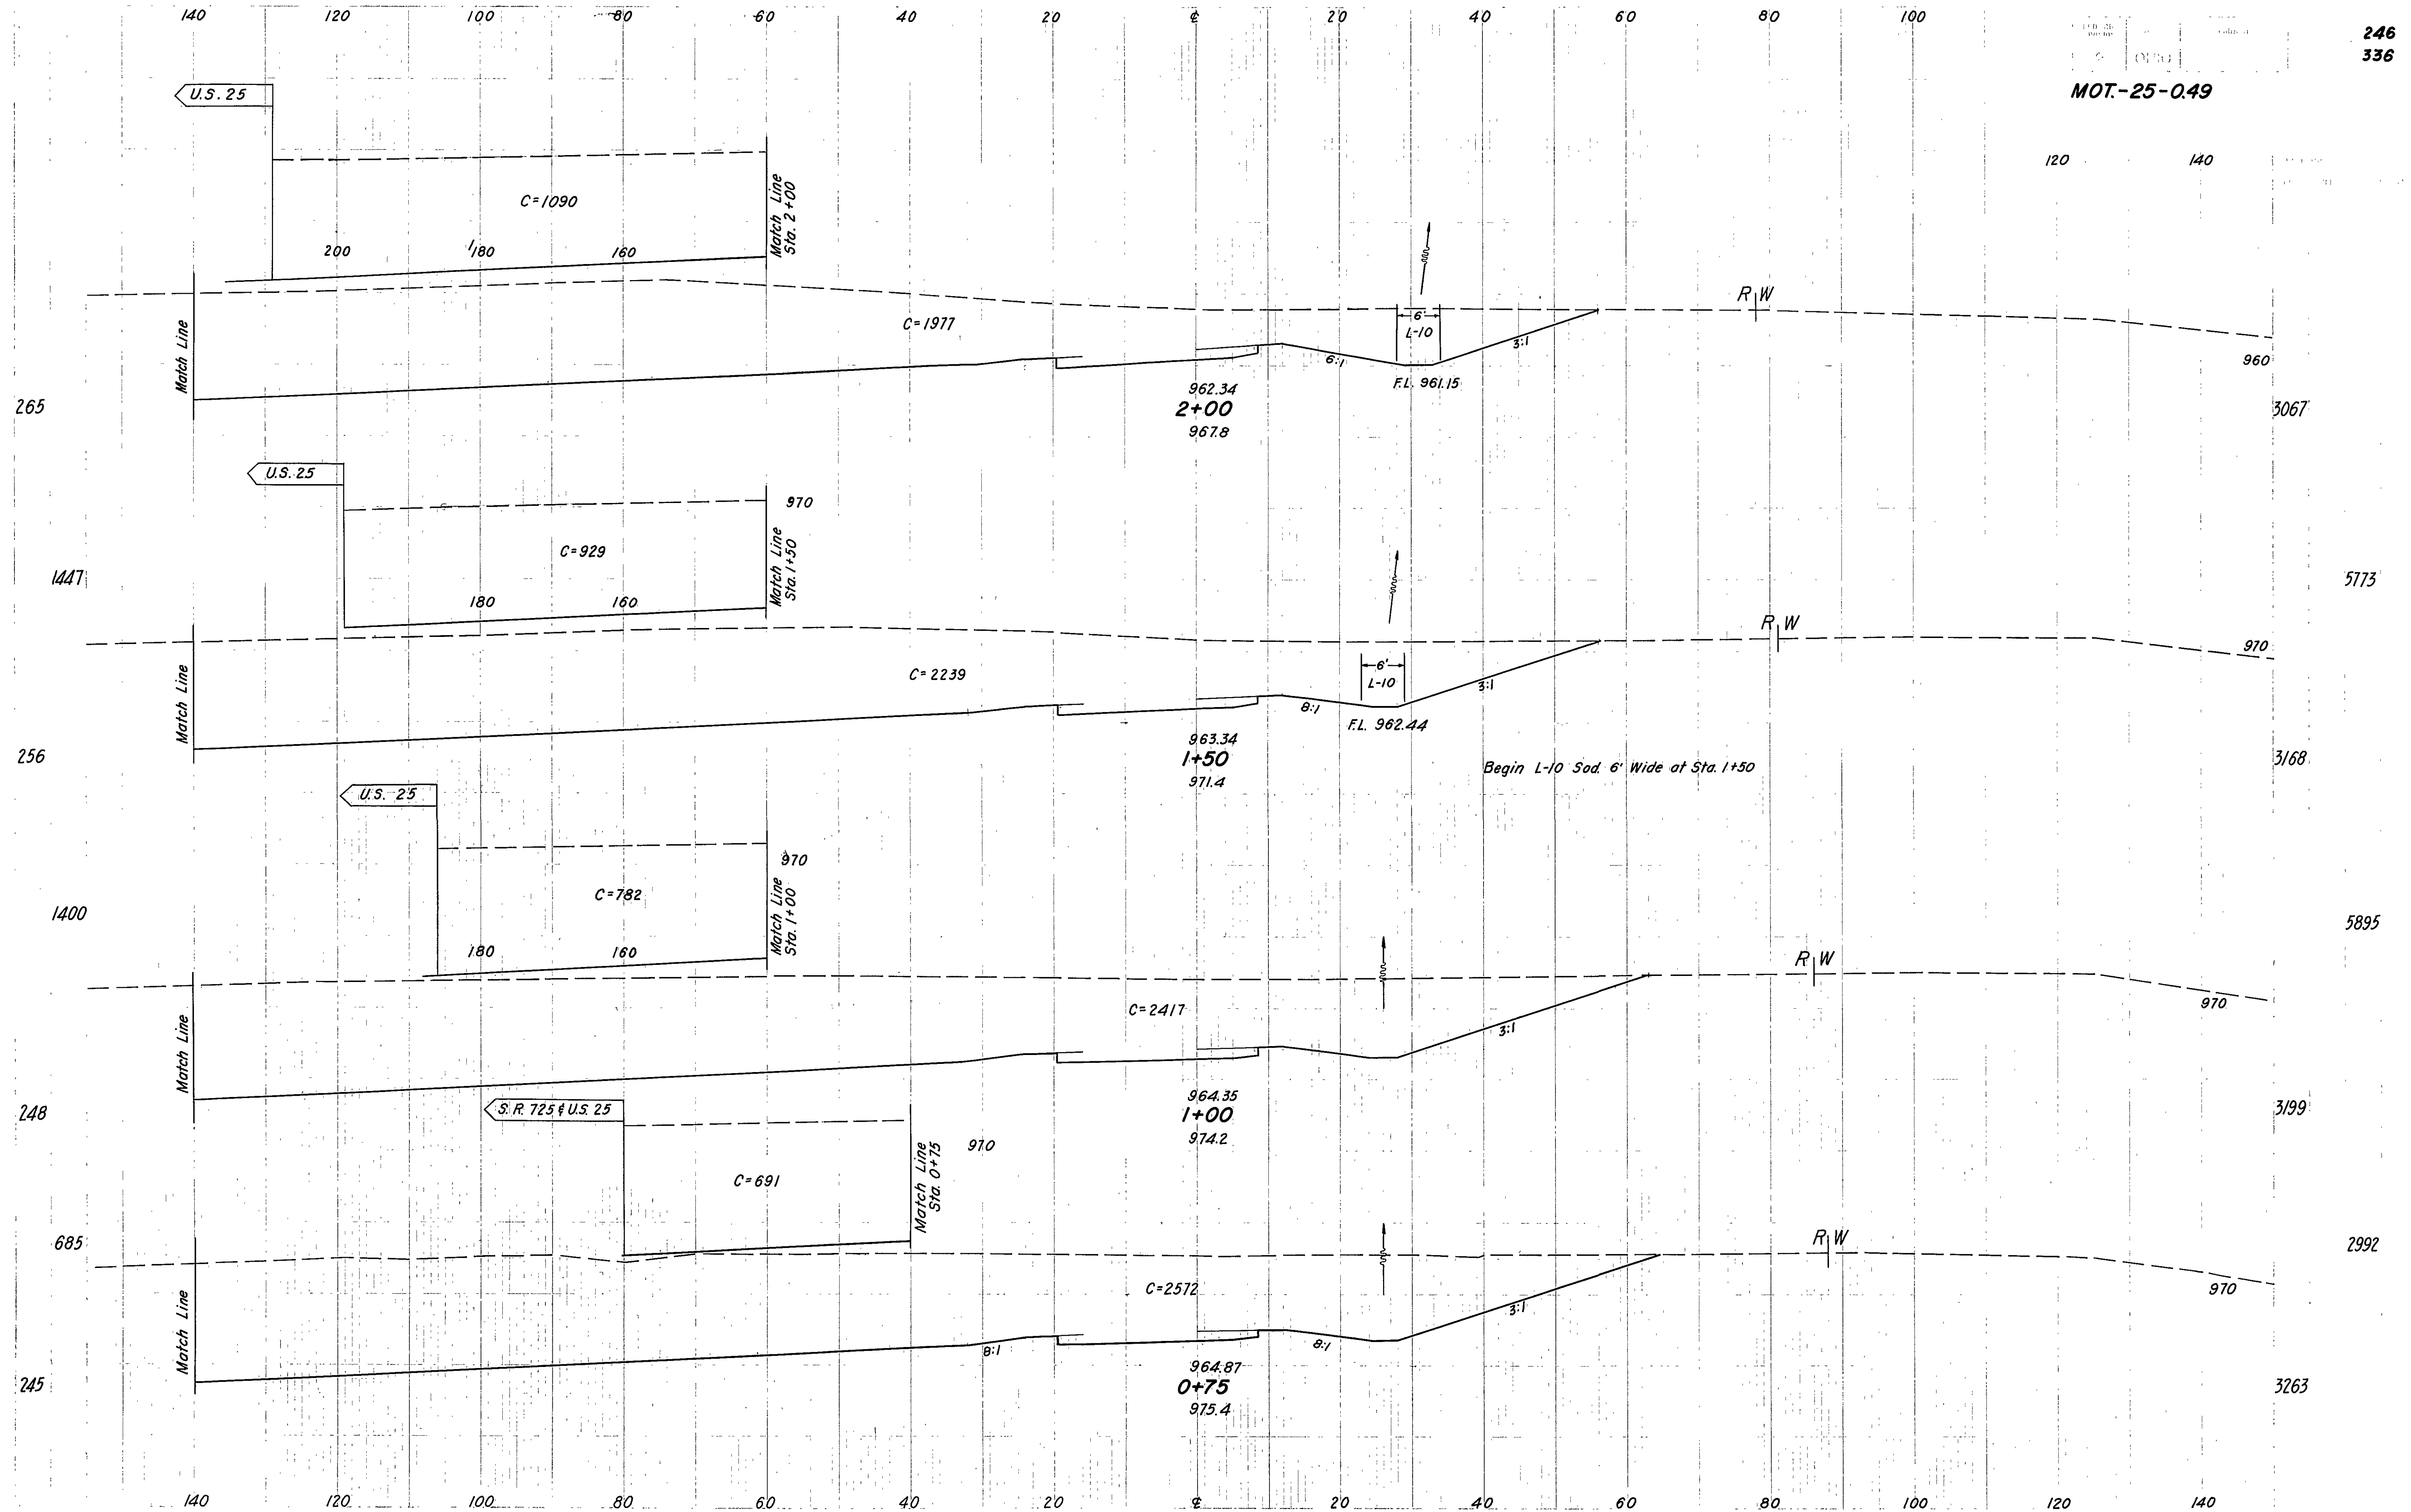 140 120 100 80 60 40 20 ℄ 20 40 60 80 100
246
336
MOT.-25-0.49
120 140
U.S. 25
C=1090
200 180 160
Match Line
Sta. 2+00
Match Line
C=1977
6'
L-10
R W
6:1
3:1
F.L. 961.15
960
265
962.34
2+00
967.8
3067
U.S. 25
970
C=929
180 160
Match Line
Sta. 1+50
1447
5773
Match Line
C=2239
6'
L-10
R W
8:1
3:1
F.L. 962.44
970
256
963.34
1+50
971.4
3168
Begin L-10 Sod. 6' Wide at Sta. 1+50
U.S. 25
970
C=782
180 160
Match Line
Sta. 1+00
1400
5895
Match Line
C=2417
R W
3:1
970
248
964.35
1+00
974.2
3199
S.R. 725 & U.S. 25
970
C=691
Match Line
Sta. 0+75
685
2992
Match Line
C=2572
R W
8:1
8:1
3:1
970
245
964.87
0+75
975.4
3263
140 120 100 80 60 40 20 ℄ 20 40 60 80 100 120 140